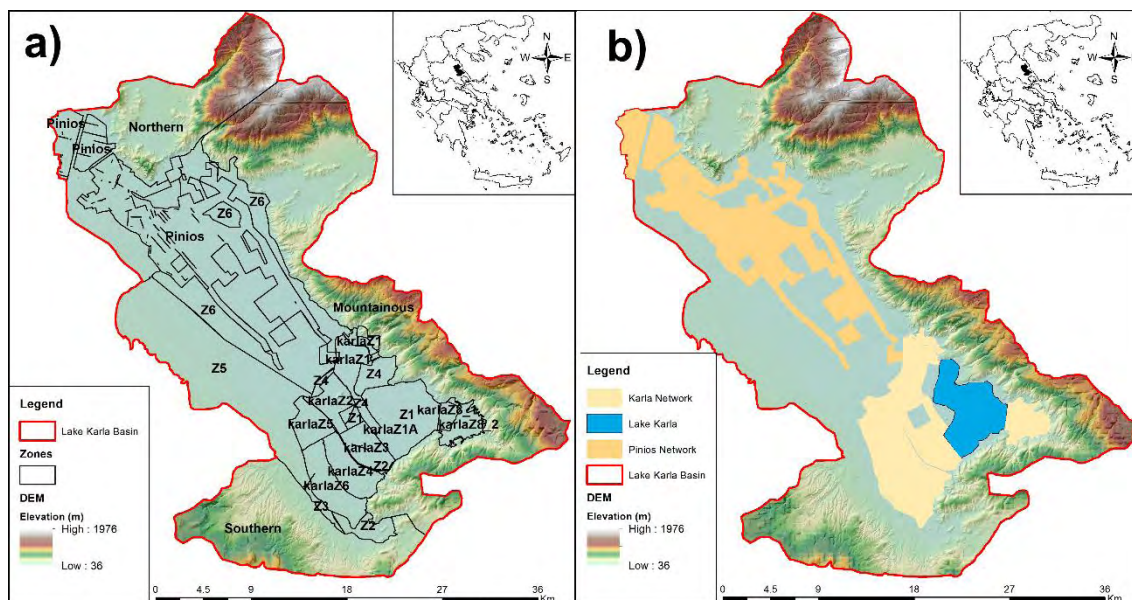 a)
N
W E
S
Pinios
Northern
Pinios
Z6
Z6
Pinios
Z6
Mountainous
karlaZ1
karlaZ1
Z5
Z4
Z4
karlaZ2
Z4
Z1
Z1
karlaZ8_
karlaZ5
karlaZ1A
karlaZ8_2
karlaZ3
Z2
karlaZ4
karlaZ6
Z3
Z2
Southern
Legend
Lake Karla Basin
Zones
DEM
Elevation (m)
High : 1976
Low : 36
0 4.5 9 18 27 36
Km
b)
N
W E
S
Legend
Karla Network
Lake Karla
Pinios Network
Lake Karla Basin
DEM
Elevation (m)
High : 1976
Low : 36
0 4.5 9 18 27 36
Km